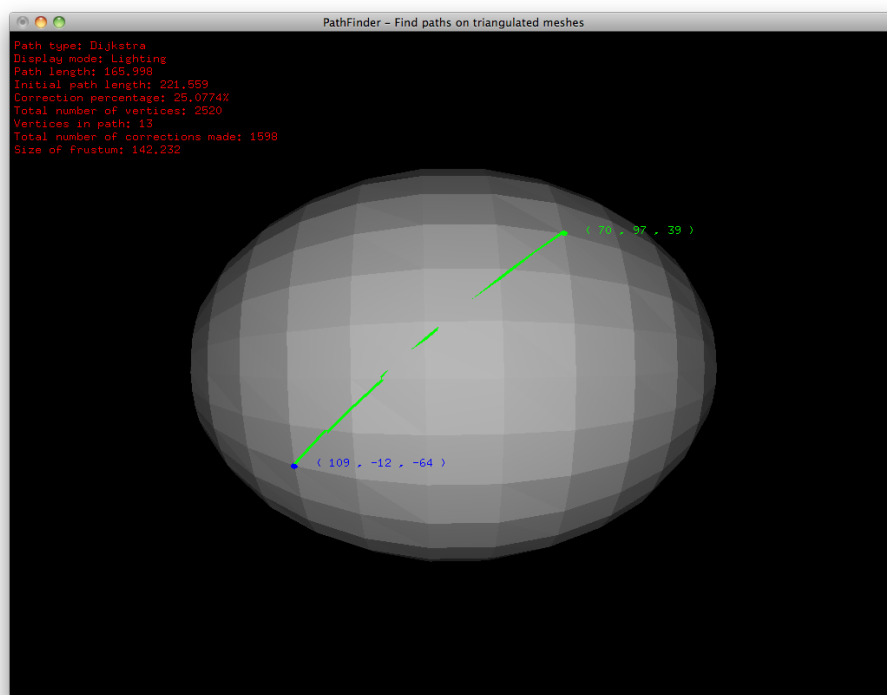 PathFinder - Find paths on triangulated meshes
Path type: Dijkstra
Display mode: Lighting
Path length: 165.998
Initial path length: 221.559
Correction percentage: 25.0774%
Total number of vertices: 2520
Vertices in path: 13
Total number of corrections made: 1598
Size of frustum: 142.232
( 70 , 97 , 39 )
( 109 , -12 , -64 )